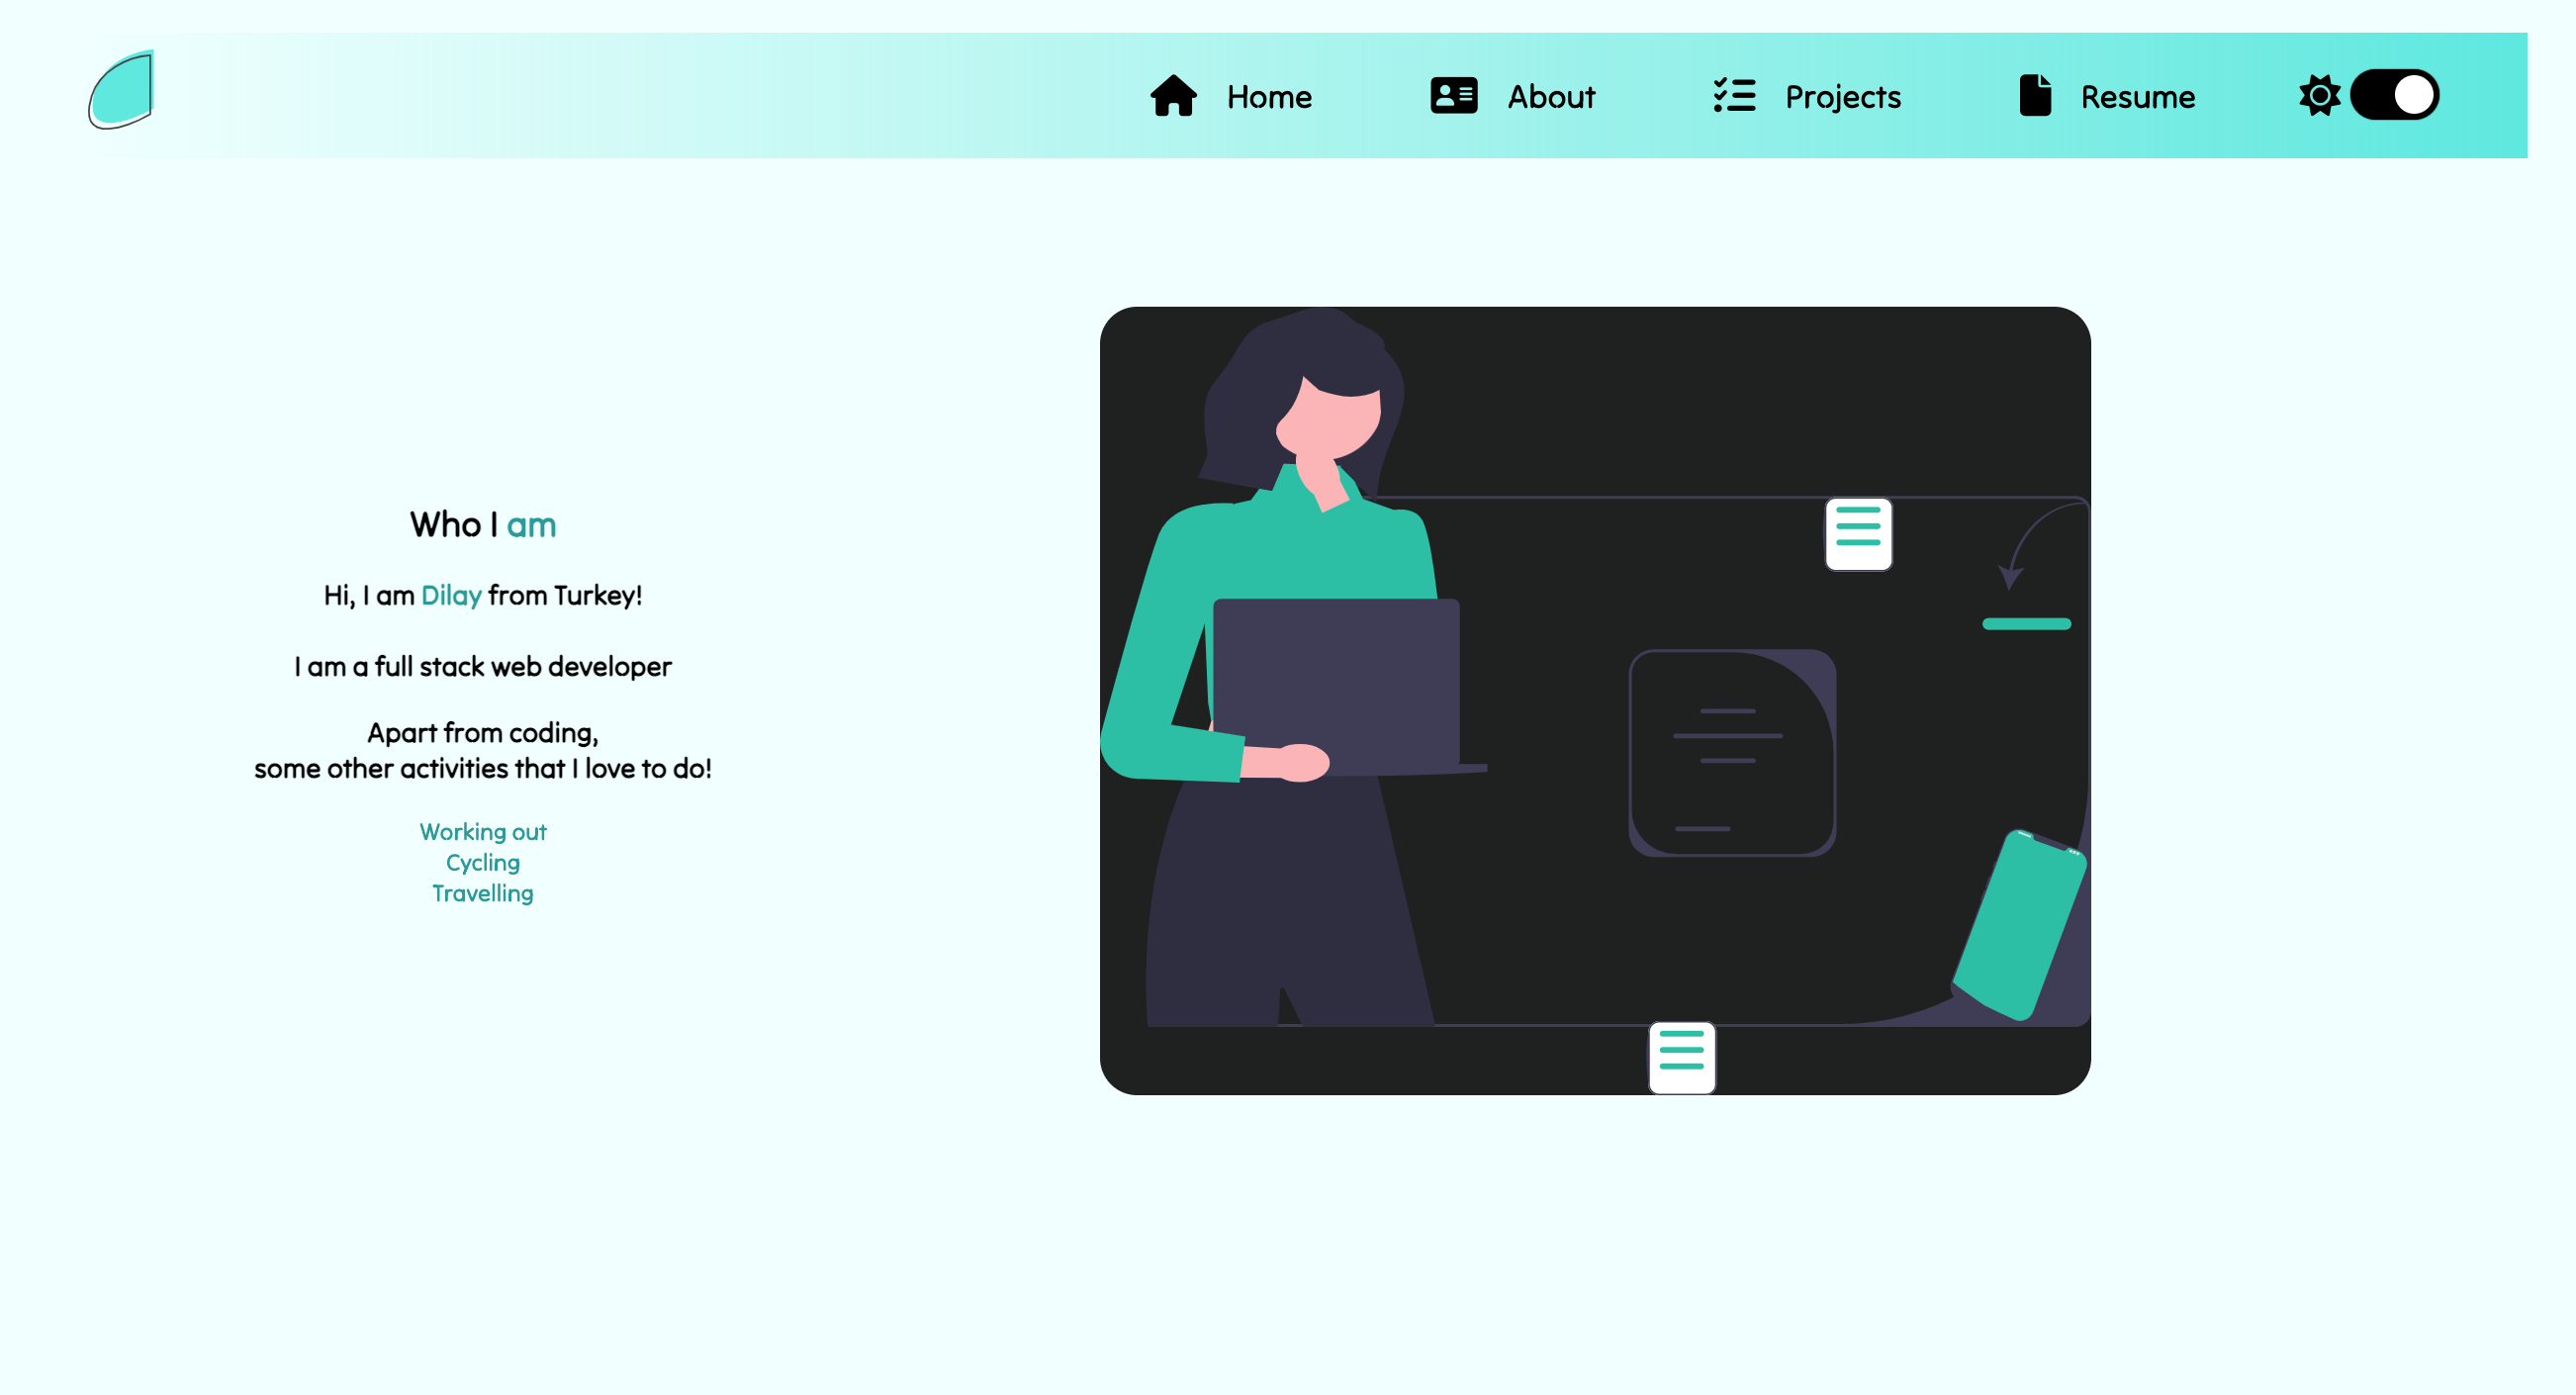 Home About Projects Resume
Who I am
Hi, I am Dilay from Turkey!
I am a full stack web developer
Apart from coding,
some other activities that I love to do!
Working out
Cycling
Travelling